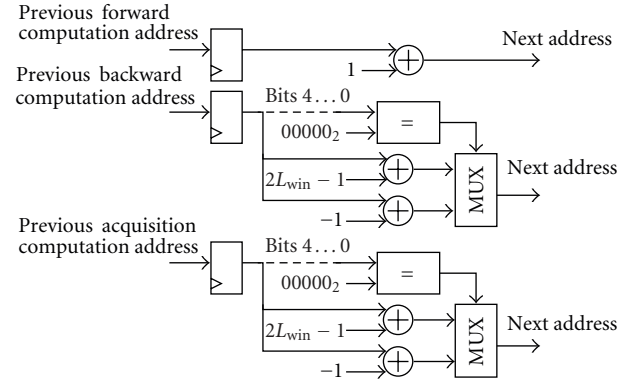 Previous forward
computation address
Next address
1
+
Previous backward
computation address
Bits 4...0
00000₂
=
+
2L_win − 1
MUX
Next address
+
−1
Previous acquisition
computation address
Bits 4...0
00000₂
=
+
2L_win − 1
MUX
Next address
+
−1